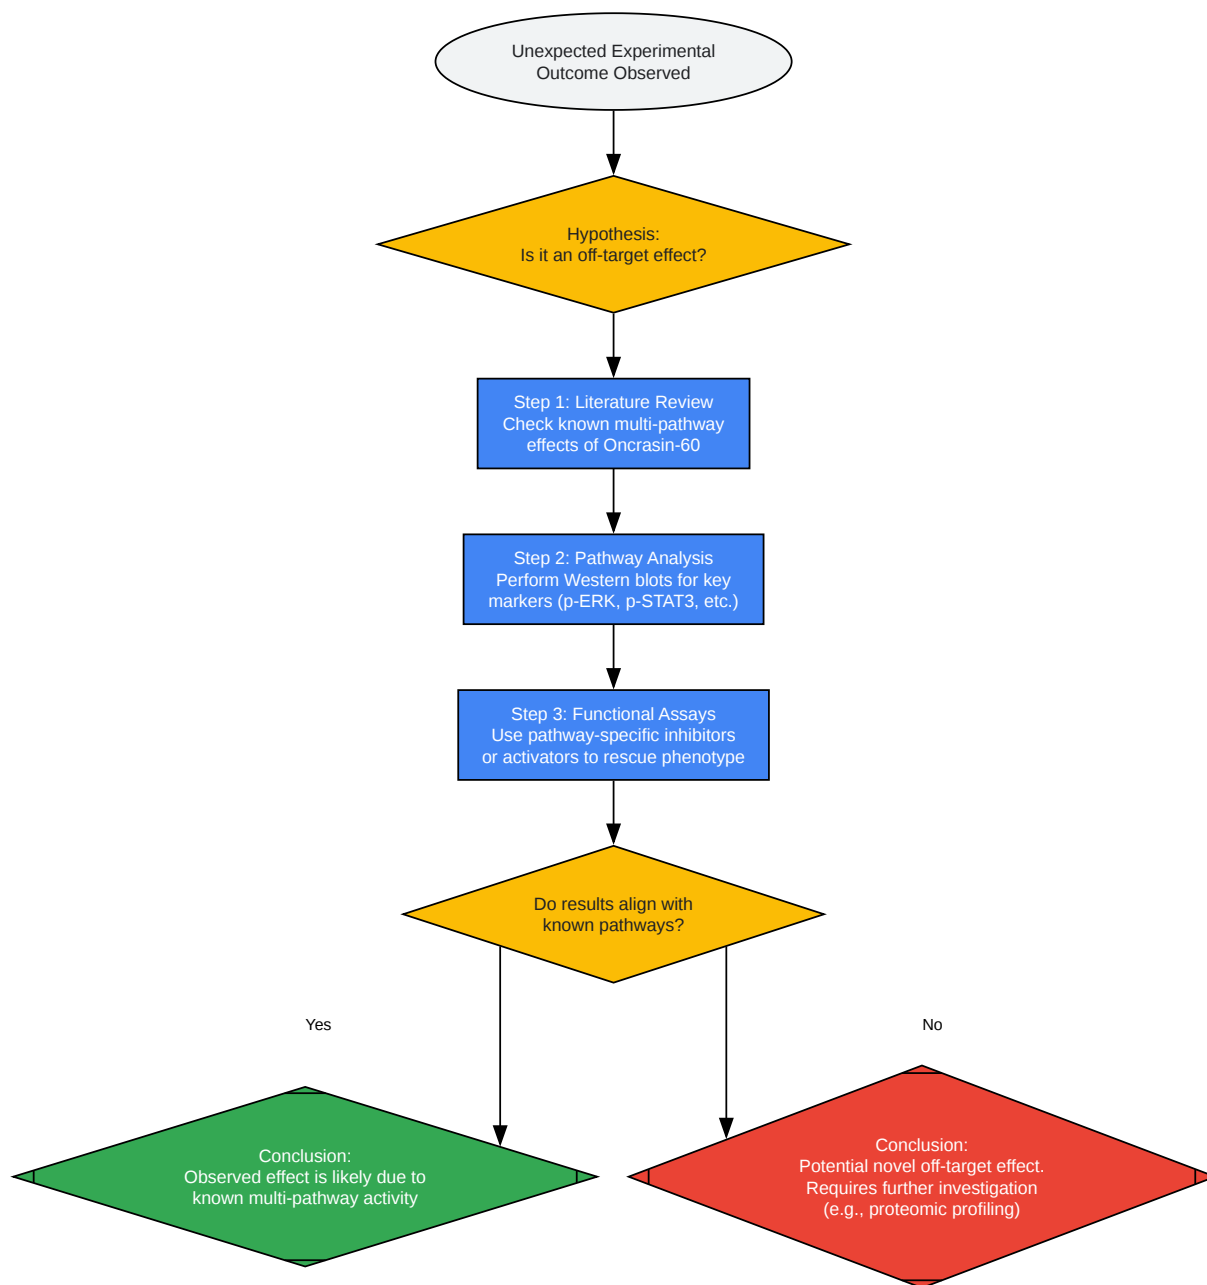 Unexpected Experimental
Outcome Observed
Hypothesis:
Is it an off-target effect?
Step 1: Literature Review
Check known multi-pathway
effects of Oncrasin-60
Step 2: Pathway Analysis
Perform Western blots for key
markers (p-ERK, p-STAT3, etc.)
Step 3: Functional Assays
Use pathway-specific inhibitors
or activators to rescue phenotype
Do results align with
known pathways?
Yes
No
Conclusion:
Observed effect is likely due to
known multi-pathway activity
Conclusion:
Potential novel off-target effect.
Requires further investigation
(e.g., proteomic profiling)